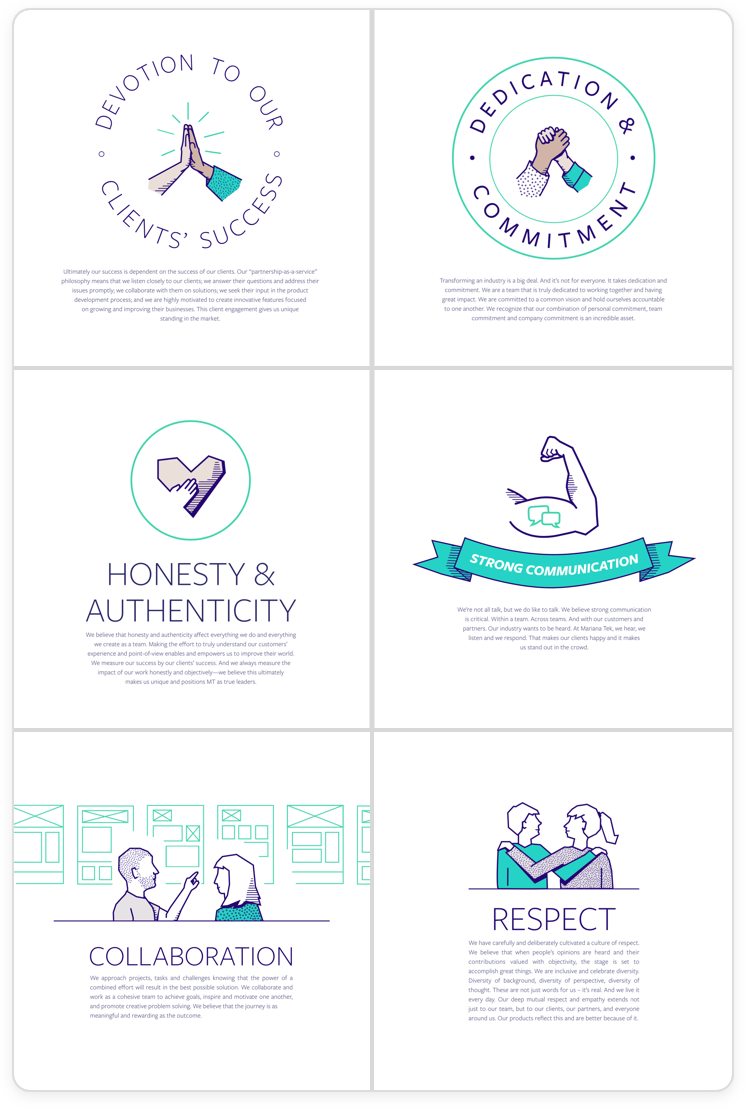 DEVOTION TO OUR
CLIENTS' SUCCESS
Ultimately our success is dependent on the success of our clients. Our "partnership-as-a-service"
philosophy means that we listen closely to our clients; we answer their questions and address their
issues promptly; we collaborate with them on solutions; we seek their input in the product
development process; and we are highly motivated to create innovative features focused
on growing and improving their businesses. This client engagement gives us unique
standing in the market.
DEDICATION &
COMMITMENT
Transforming an industry is a big deal. And it's not for everyone. It takes dedication and
commitment. We are a team that is truly dedicated to working together and having
great impact. We are committed to a common vision and hold ourselves accountable
to one another. We recognize that our combination of personal commitment, team
commitment and company commitment is an incredible asset.
HONESTY &
AUTHENTICITY
We believe that honesty and authenticity affect everything we do and everything
we create as a team. Making the effort to truly understand our customers'
experience and point-of-view enables and empowers us to improve their world.
We measure our success by our clients' success. And we always measure the
impact of our work honestly and objectively—we believe this ultimately
makes us unique and positions MT as true leaders.
STRONG COMMUNICATION
We're not all talk, but we do like to talk. We believe strong communication
is critical. Within a team. Across teams. And with our customers and
partners. Our industry wants to be heard. At Mariana Tek, we hear, we
listen and we respond. That makes our clients happy and it makes
us stand out in the crowd.
COLLABORATION
We approach projects, tasks and challenges knowing that the power of a
combined effort will result in the best possible solution. We collaborate and
work as a cohesive team to achieve goals, inspire and motivate one another,
and promote creative problem solving. We believe that the journey is as
meaningful and rewarding as the outcome.
RESPECT
We have carefully and deliberately cultivated a culture of respect.
We believe that when people's opinions are heard and their
contributions valued with objectivity, the stage is set to
accomplish great things. We are inclusive and celebrate diversity.
Diversity of background, diversity of perspective, diversity of
thought. These are not just words for us – it's real. And we live it
every day. Our deep mutual respect and empathy extends not
just to our team, but to our clients, our partners, and everyone
around us. Our products reflect this and are better because of it.